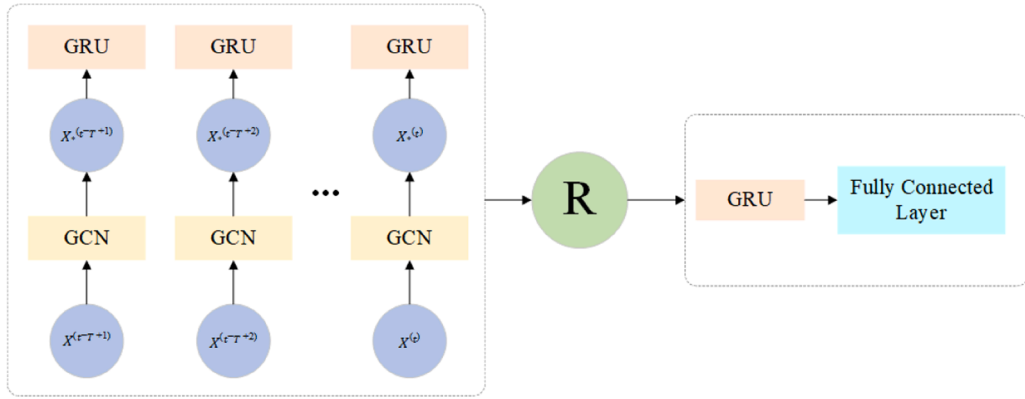 GRU GRU GRU
X*^(t-T+1) X*^(t-T+2) X*^(t)
...
GCN GCN GCN
X^(t-T+1) X^(t-T+2) X^(t)
R
GRU
Fully Connected
Layer